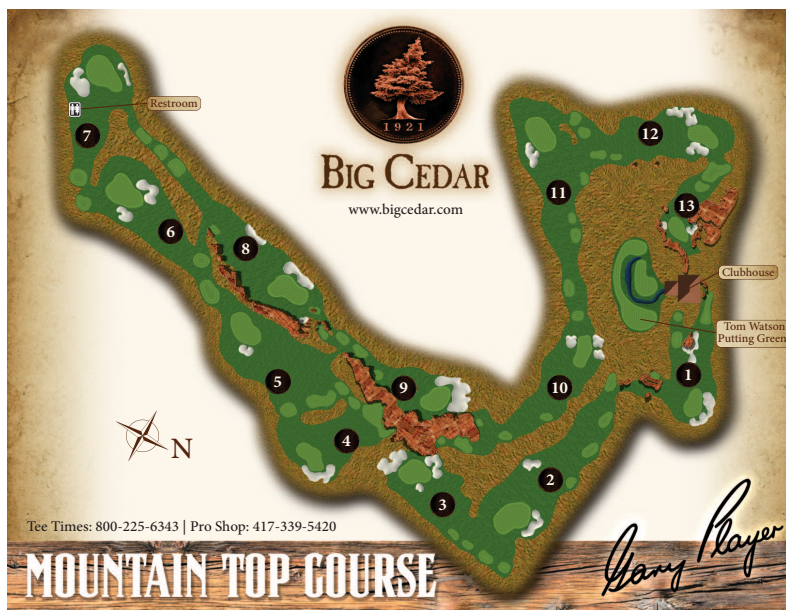 1921
BIG CEDAR
www.bigcedar.com
Restroom
7
6
8
12
11
13
Clubhouse
Tom Watson
Putting Green
5
4
9
10
1
3
2
N
Tee Times: 800-225-6343 | Pro Shop: 417-339-5420
MOUNTAIN TOP COURSE
Gary Player